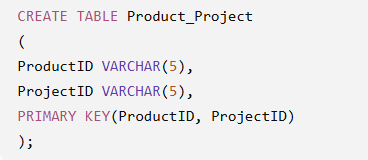 CREATE TABLE Product_Project
(
ProductID VARCHAR(5),
ProjectID VARCHAR(5),
PRIMARY KEY(ProductID, ProjectID)
);